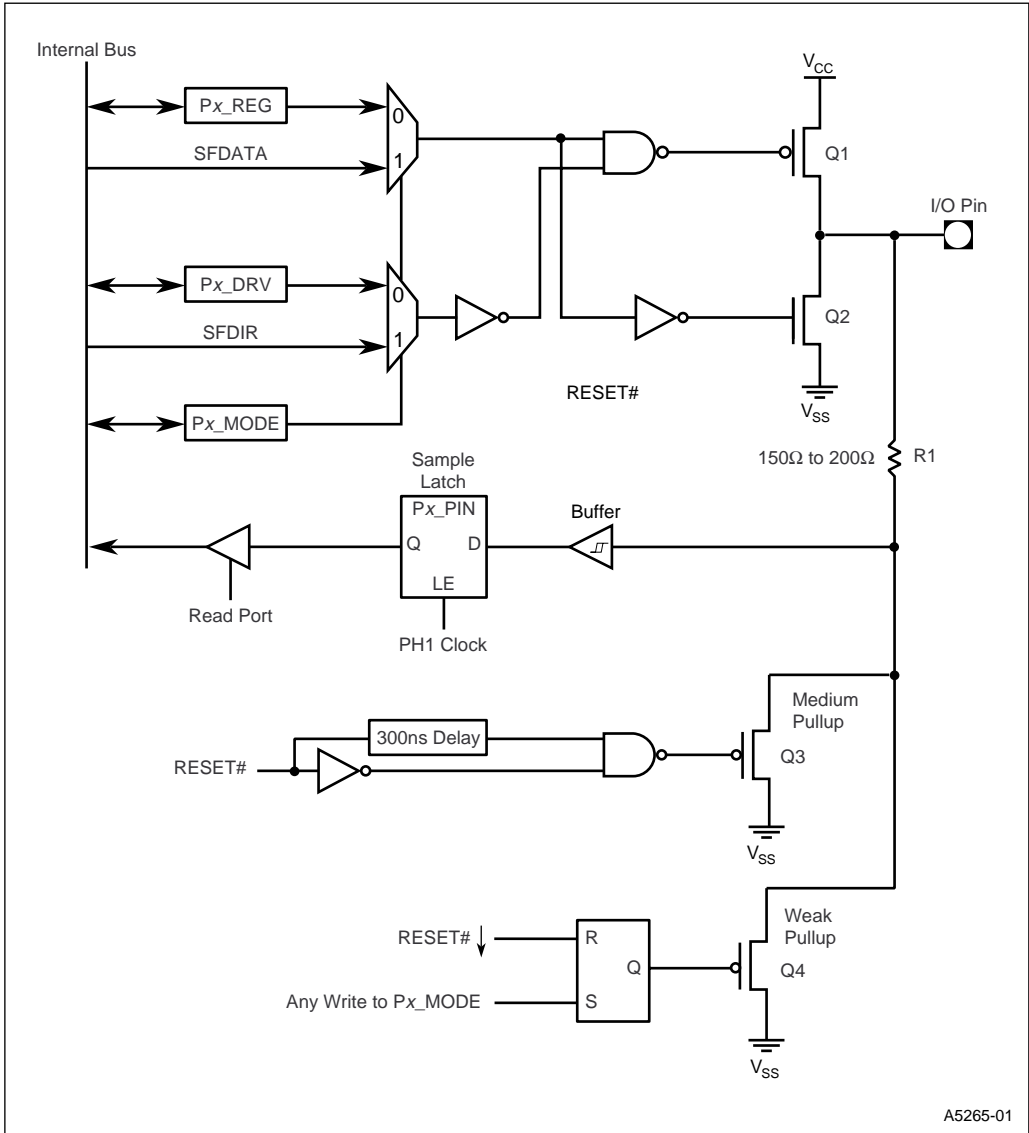 Internal Bus
Px_REG
0
SFDATA
1
VCC
Q1
I/O Pin
Px_DRV
0
SFDIR
1
Q2
RESET#
VSS
Px_MODE
150Ω to 200Ω
R1
Sample
Latch
Px_PIN
Q
D
LE
Buffer
Read Port
PH1 Clock
Medium
Pullup
300ns Delay
RESET#
Q3
VSS
Weak
Pullup
RESET# ↓
R
Q
Q4
Any Write to Px_MODE
S
VSS
A5265-01